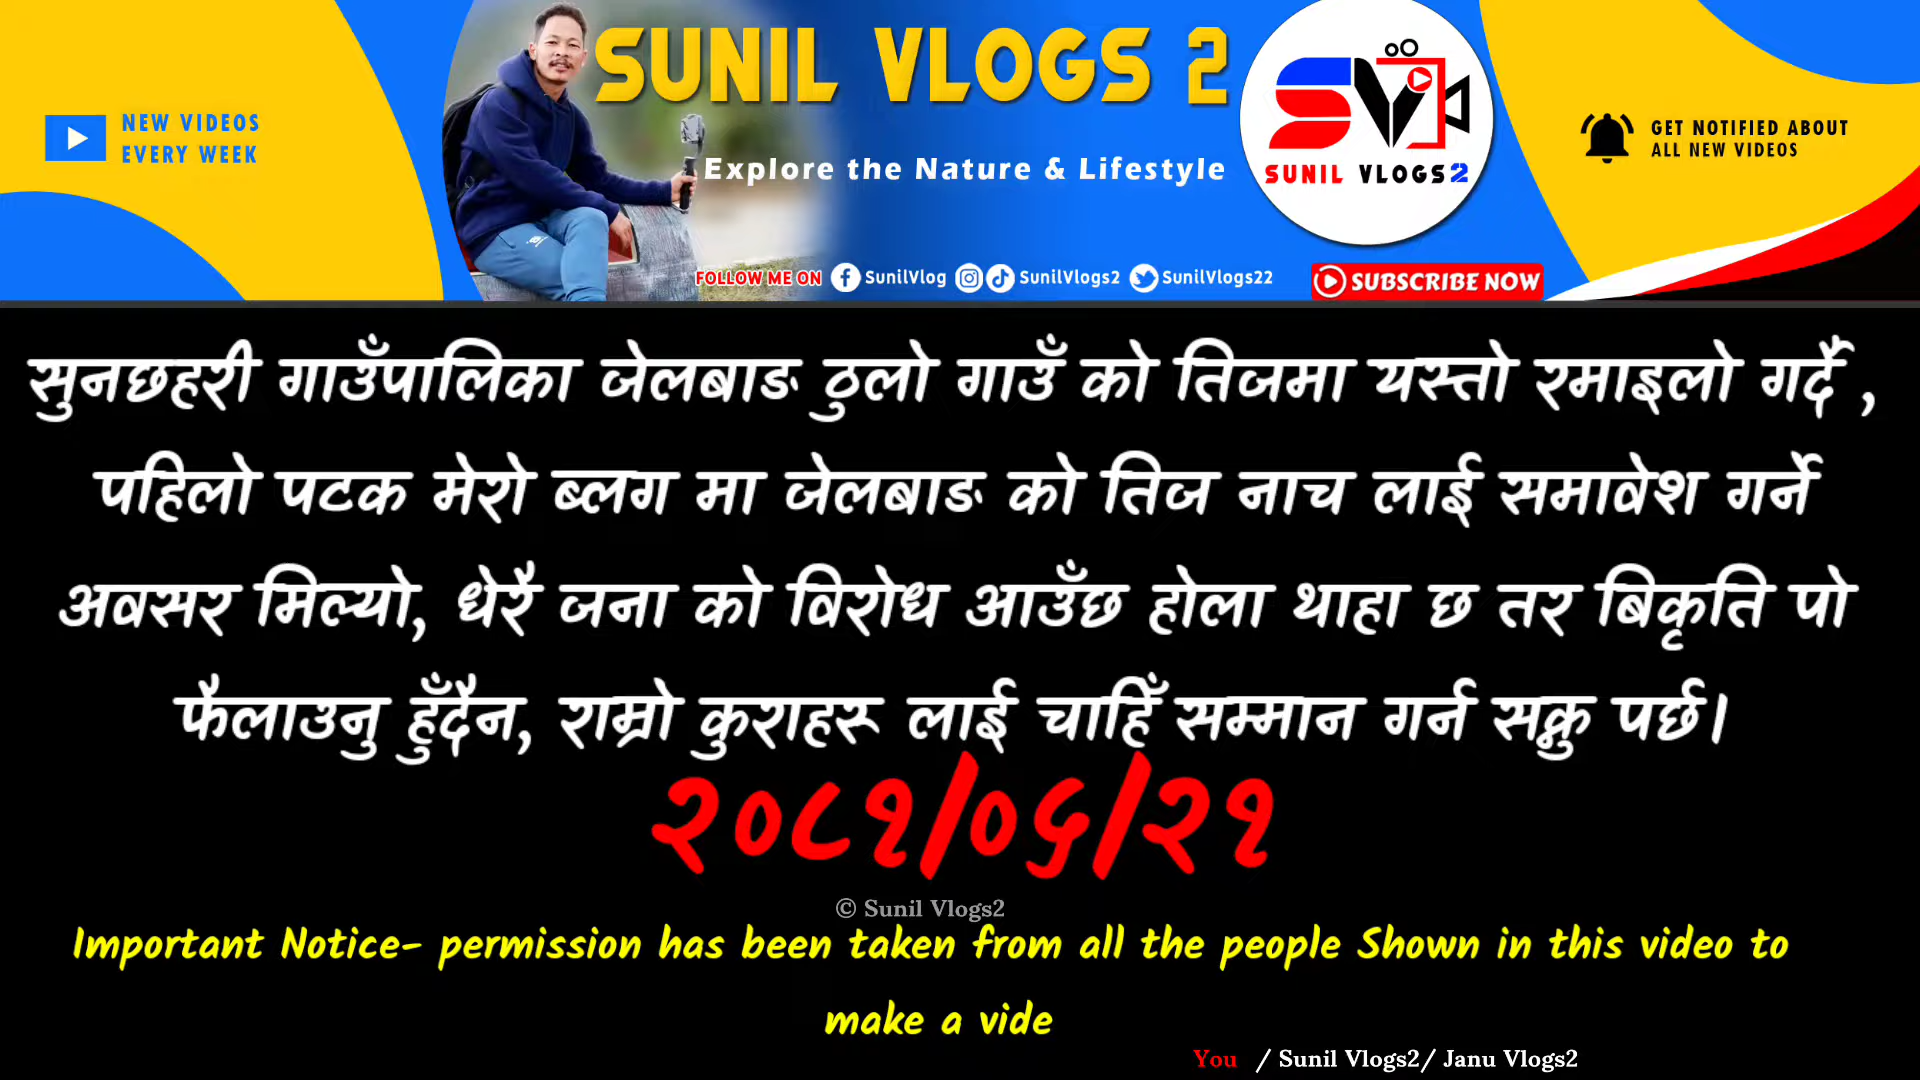 SUNIL VLOGS 2
NEW VIDEOS
EVERY WEEK
Explore the Nature & Lifestyle
SV
SUNIL VLOGS2
GET NOTIFIED ABOUT
ALL NEW VIDEOS
FOLLOW ME ON SunilVlog SunilVlogs2 SunilVlogs22
SUBSCRIBE NOW
सुनछहरी गाउँपालिका जेलबाङ ठुलो गाउँ को तिजमा यस्तो रमाइलो गर्दै ,
पहिलो पटक मेरो ब्लग मा जेलबाङ को तिज नाच लाई समावेश गर्ने
अवसर मिल्यो, धेरै जना को विरोध आउँछ होला थाहा छ तर बिकृति पो
फैलाउनु हुँदैन, राम्रो कुराहरू लाई चाहिँ सम्मान गर्न सक्नु पर्छ।
२०८१/०५/२१
© Sunil Vlogs2
Important Notice- permission has been taken from all the people Shown in this video to
make a vide
You / Sunil Vlogs2/ Janu Vlogs2